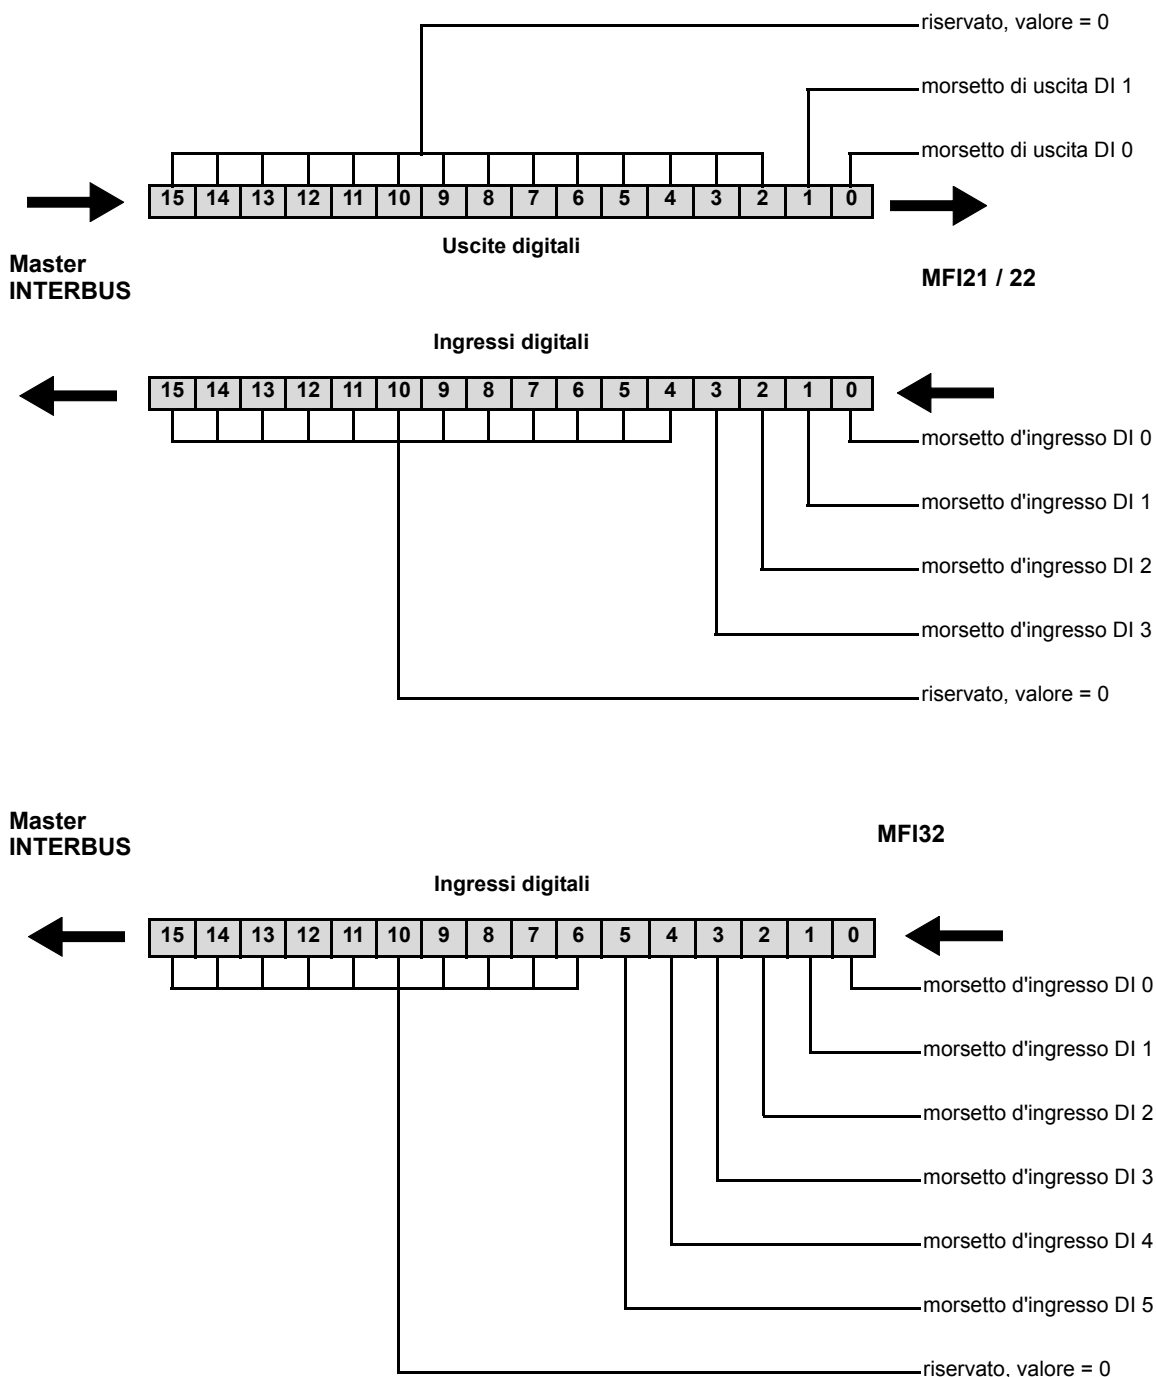 riservato, valore = 0
morsetto di uscita DI 1
morsetto di uscita DI 0
15 14 13 12 11 10 9 8 7 6 5 4 3 2 1 0
Uscite digitali
Master
INTERBUS
MFI21 / 22
Ingressi digitali
15 14 13 12 11 10 9 8 7 6 5 4 3 2 1 0
morsetto d'ingresso DI 0
morsetto d'ingresso DI 1
morsetto d'ingresso DI 2
morsetto d'ingresso DI 3
riservato, valore = 0
Master
INTERBUS
MFI32
Ingressi digitali
15 14 13 12 11 10 9 8 7 6 5 4 3 2 1 0
morsetto d'ingresso DI 0
morsetto d'ingresso DI 1
morsetto d'ingresso DI 2
morsetto d'ingresso DI 3
morsetto d'ingresso DI 4
morsetto d'ingresso DI 5
riservato, valore = 0